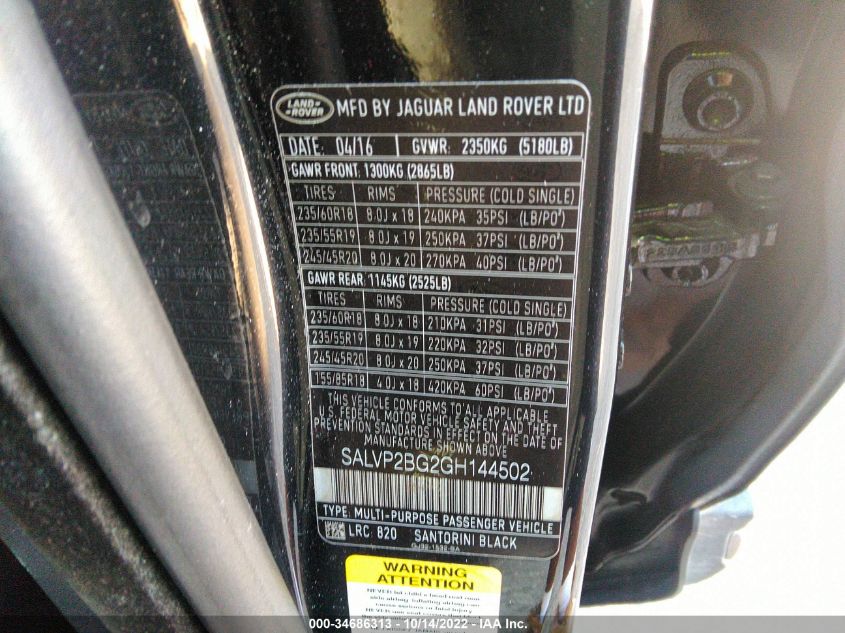 LAND ROVER MFD BY JAGUAR LAND ROVER LTD
DATE: 04/16 GVWR: 2350KG (5180LB)
GAWR FRONT: 1300KG (2865LB)
TIRES RIMS PRESSURE (COLD SINGLE)
235/60R18 8.0J x 18 240KPA 35PSI (LB/PO²)
235/55R19 8.0J x 19 250KPA 37PSI (LB/PO²)
245/45R20 8.0J x 20 270KPA 40PSI (LB/PO²)
GAWR REAR: 1145KG (2525LB)
TIRES RIMS PRESSURE (COLD SINGLE)
235/60R18 8.0J x 18 210KPA 31PSI (LB/PO²)
235/55R19 8.0J x 19 220KPA 32PSI (LB/PO²)
245/45R20 8.0J x 20 250KPA 37PSI (LB/PO²)
155/85R18 4.0J x 18 420KPA 60PSI (LB/PO²)
THIS VEHICLE CONFORMS TO ALL APPLICABLE
U.S. FEDERAL MOTOR VEHICLE SAFETY AND THEFT
PREVENTION STANDARDS IN EFFECT ON THE DATE OF
MANUFACTURE SHOWN ABOVE
SALVP2BG2GH144502
TYPE: MULTI-PURPOSE PASSENGER VEHICLE
LRC: 820 SANTORINI BLACK
WARNING
ATTENTION
NEVER let child
000-34686313 - 10/14/2022 - IAA Inc.